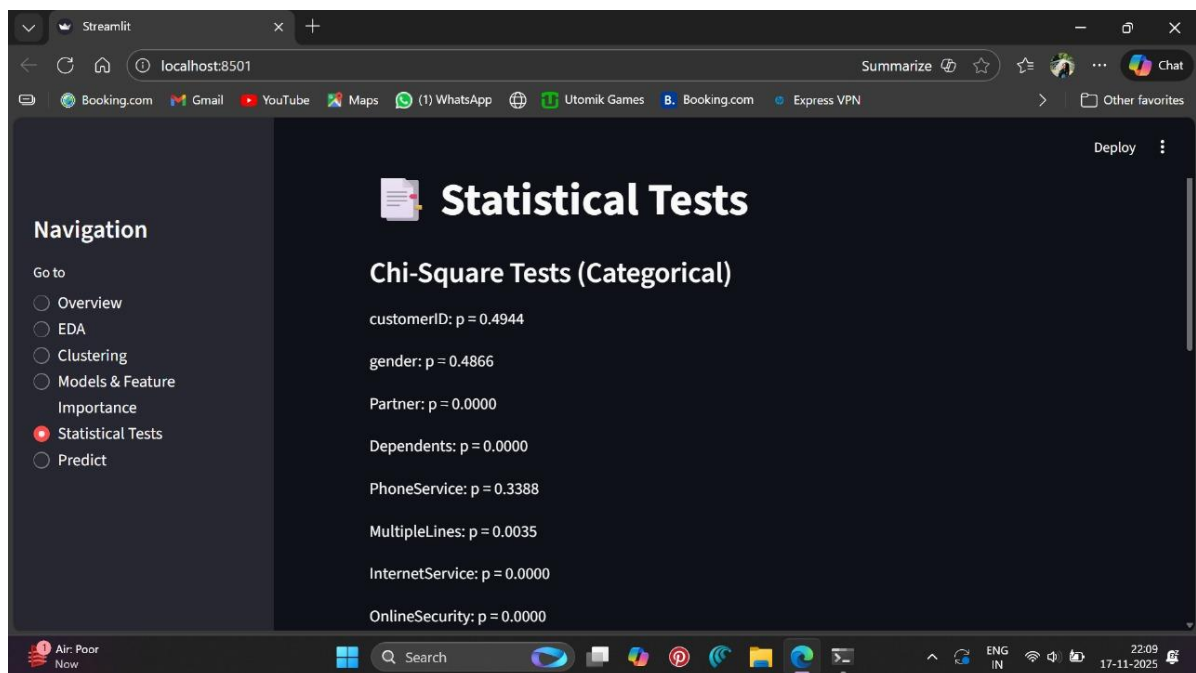 Streamlit
localhost:8501
Summarize
Chat
Booking.com Gmail YouTube Maps (1) WhatsApp Utomik Games B. Booking.com Express VPN Other favorites
Deploy
Navigation
Go to
Overview
EDA
Clustering
Models & Feature
Importance
Statistical Tests
Predict
Statistical Tests
Chi-Square Tests (Categorical)
customerID: p = 0.4944
gender: p = 0.4866
Partner: p = 0.0000
Dependents: p = 0.0000
PhoneService: p = 0.3388
MultipleLines: p = 0.0035
InternetService: p = 0.0000
OnlineSecurity: p = 0.0000
1
Air: Poor
Now
Search
ENG
IN
22:09
17-11-2025